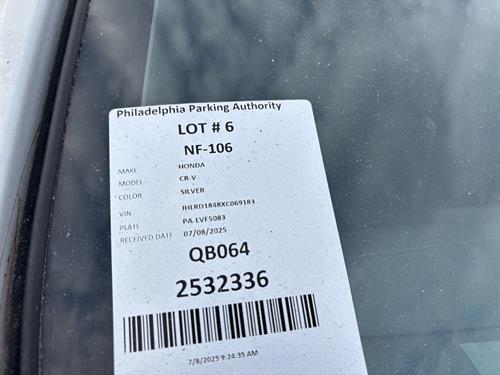 Philadelphia Parking Authority
LOT # 6
NF-106
MAKE HONDA
MODEL CR-V
COLOR SILVER
VIN JHLRD1848XC069183
PLATE PA-LVF5083
RECEIVED DATE 07/08/2025
QB064
2532336
7/8/2025 9:24:35 AM